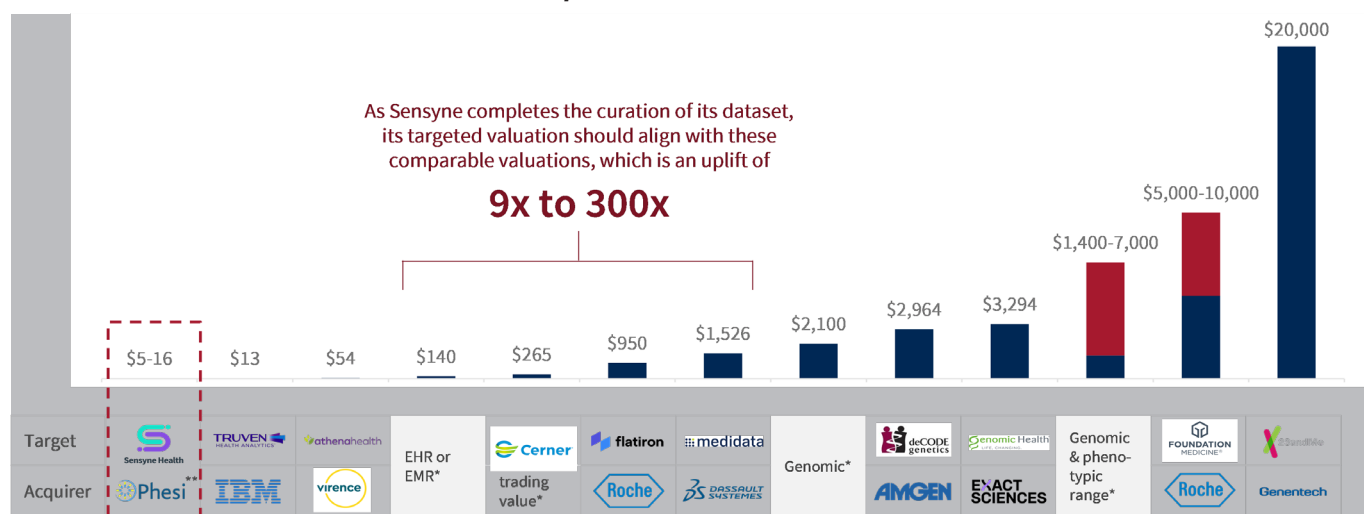 $20,000
As Sensyne completes the curation of its dataset,
its targeted valuation should align with these
comparable valuations, which is an uplift of
9x to 300x
$5,000-10,000
$1,400-7,000
$3,294
$2,964
$2,100
$1,526
$950
$265
$140
$54
$13
$5-16
Target
Sensyne Health
TRUVEN
HEALTH ANALYTICS
athenahealth
EHR or
EMR*
Cerner
flatiron
medidata
Genomic*
deCODE
genetics
Genomic Health
LIFE, CHANGING.
Genomic
& pheno-
typic
range*
FOUNDATION
MEDICINE®
23andMe
Acquirer
Phesi**
IBM
virence
trading
value*
Roche
DASSAULT
SYSTEMES
AMGEN
EXACT
SCIENCES
Roche
Genentech